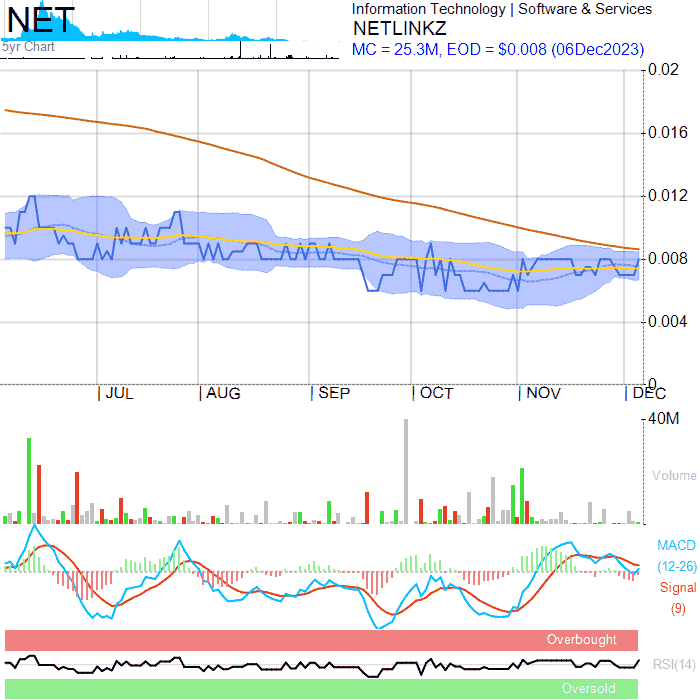 NET
5yr Chart
Information Technology | Software & Services
NETLINKZ
MC = 25.3M, EOD = $0.008 (06Dec2023)
0.02
0.016
0.012
0.008
0.004
0
JUL
AUG
SEP
OCT
NOV
DEC
40M
Volume
MACD
(12-26)
Signal
(9)
Overbought
RSI(14)
Oversold